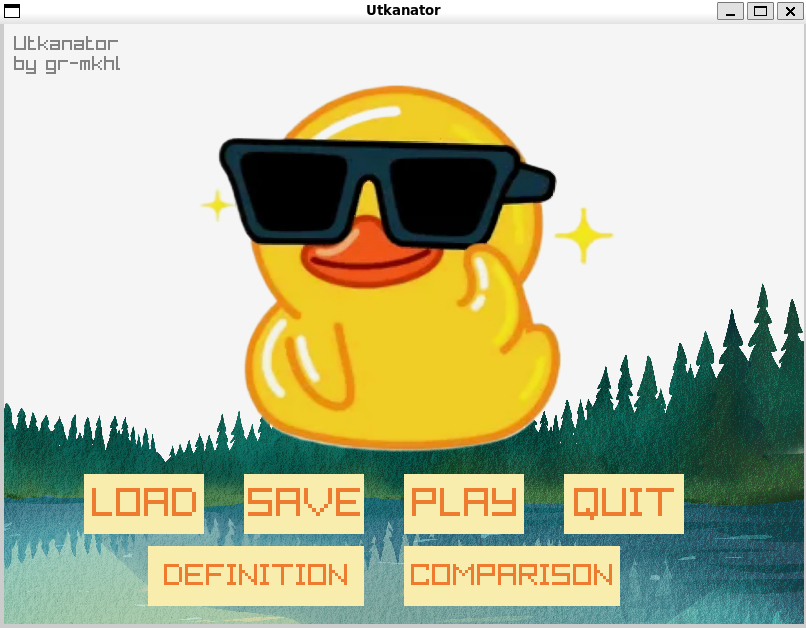 Utkanator
Utkanator
by gr-mkhl
LOAD
SAVE
PLAY
QUIT
DEFINITION
COMPARISON